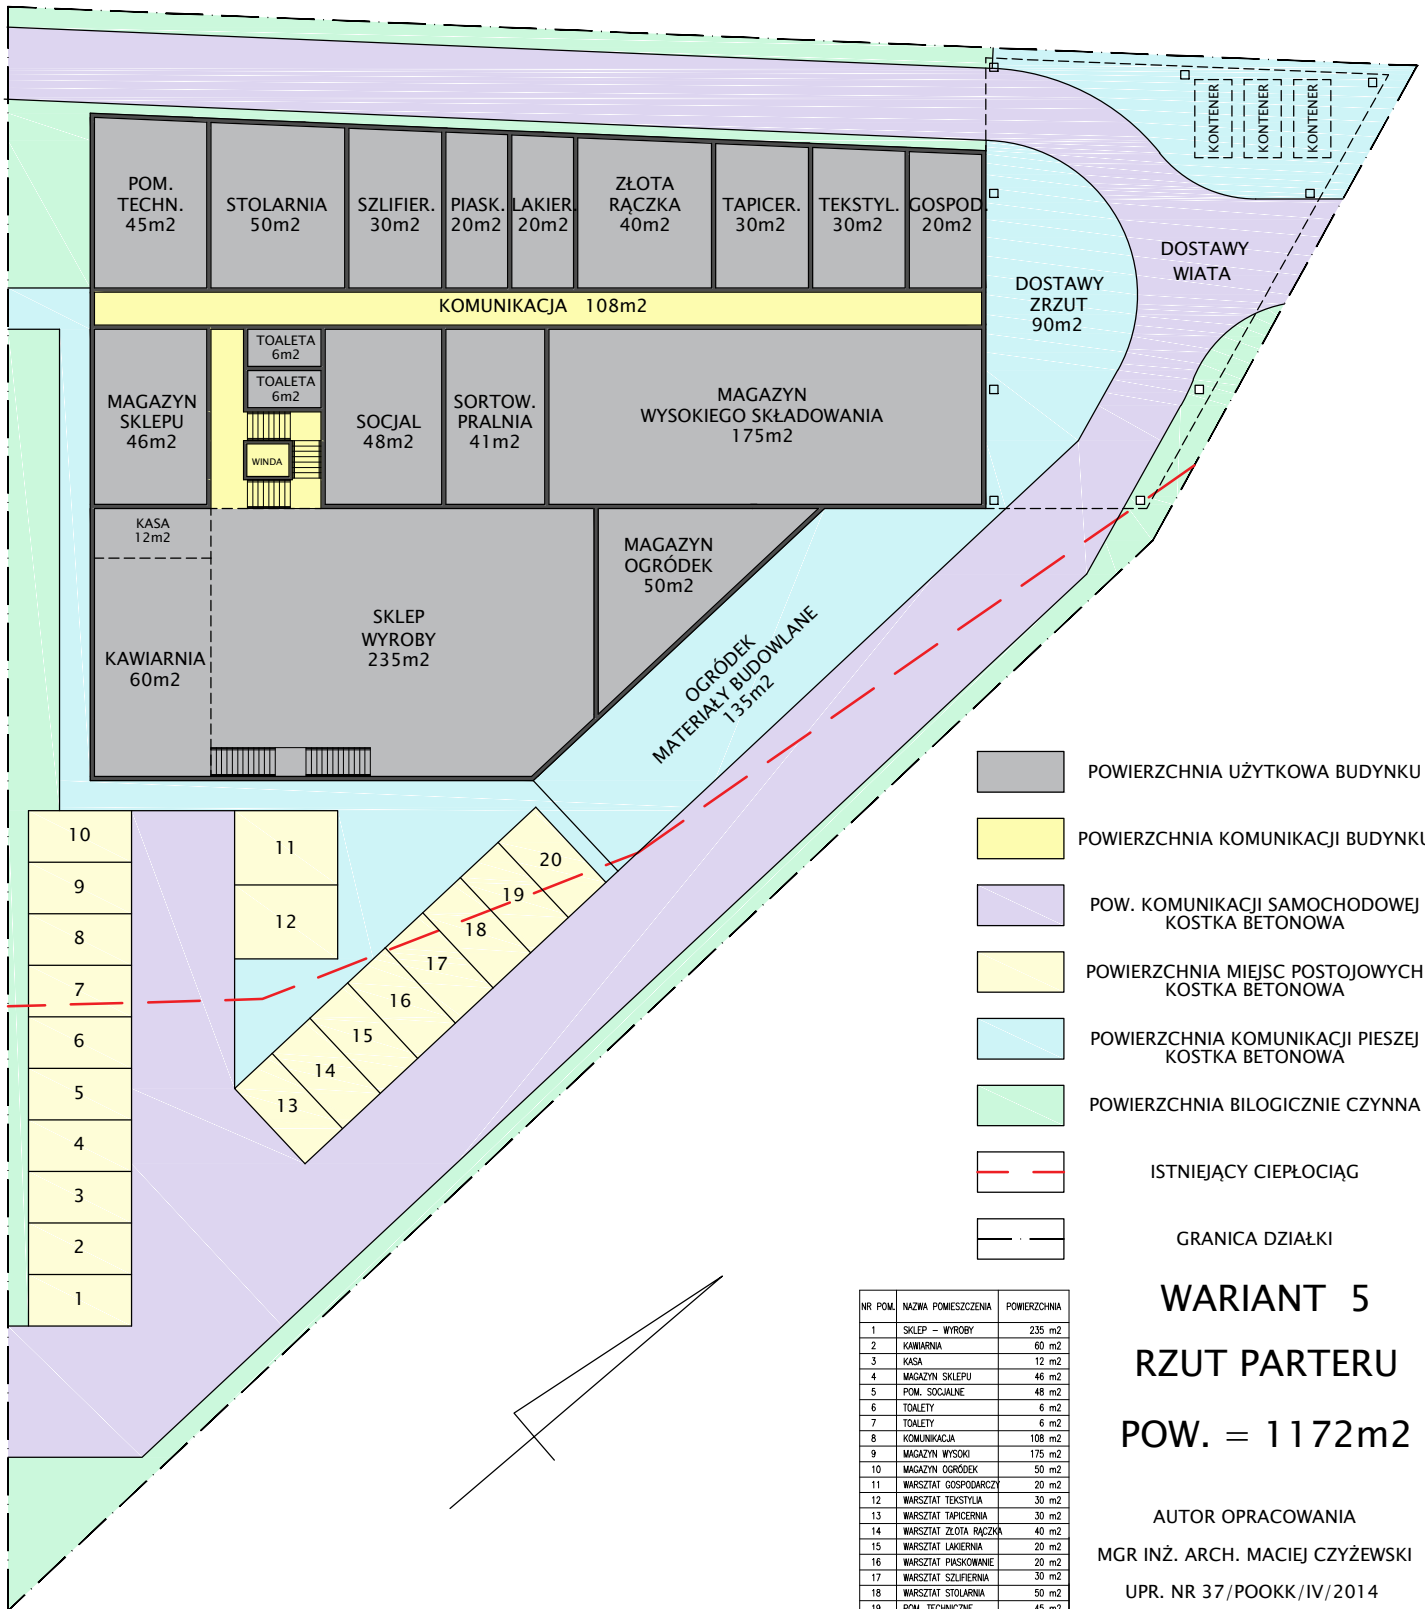 KONTENER
KONTENER
KONTENER
POM.
TECHN.
45m2
STOLARNIA
50m2
SZLIFIER.
30m2
PIASK.
20m2
LAKIER.
20m2
ZŁOTA
RĄCZKA
40m2
TAPICER.
30m2
TEKSTYL.
30m2
GOSPOD.
20m2
DOSTAWY
WIATA
DOSTAWY
ZRZUT
90m2
KOMUNIKACJA 108m2
MAGAZYN
SKLEPU
46m2
TOALETA
6m2
TOALETA
6m2
WINDA
SOCJAL
48m2
SORTOW.
PRALNIA
41m2
MAGAZYN
WYSOKIEGO SKŁADOWANIA
175m2
KASA
12m2
KAWIARNIA
60m2
SKLEP
WYROBY
235m2
MAGAZYN
OGRÓDEK
50m2
OGRÓDEK
MATERIAŁY BUDOWLANE
135m2
10
9
8
7
6
5
4
3
2
1
11
12
20
19
18
17
16
15
14
13
POWIERZCHNIA UŻYTKOWA BUDYNKU
POWIERZCHNIA KOMUNIKACJI BUDYNKU
POW. KOMUNIKACJI SAMOCHODOWEJ
KOSTKA BETONOWA
POWIERZCHNIA MIEJSC POSTOJOWYCH
KOSTKA BETONOWA
POWIERZCHNIA KOMUNIKACJI PIESZEJ
KOSTKA BETONOWA
POWIERZCHNIA BILOGICZNIE CZYNNA
ISTNIEJĄCY CIEPŁOCIĄG
GRANICA DZIAŁKI
NR POM. NAZWA POMIESZCZENIA POWIERZCHNIA
1 SKLEP – WYROBY 235 m2
2 KAWIARNIA 60 m2
3 KASA 12 m2
4 MAGAZYN SKLEPU 46 m2
5 POM. SOCJALNE 48 m2
6 TOALETY 6 m2
7 TOALETY 6 m2
8 KOMUNIKACJA 108 m2
9 MAGAZYN WYSOKI 175 m2
10 MAGAZYN OGRÓDEK 50 m2
11 WARSZTAT GOSPODARCZY 20 m2
12 WARSZTAT TEKSTYLIA 30 m2
13 WARSZTAT TAPICERNIA 30 m2
14 WARSZTAT ZŁOTA RĄCZKA 40 m2
15 WARSZTAT LAKIERNIA 20 m2
16 WARSZTAT PIASKOWANIE 20 m2
17 WARSZTAT SZLIFIERNIA 30 m2
18 WARSZTAT STOLARNIA 50 m2
19 POM. TECHNICZNE 45 m2
WARIANT 5
RZUT PARTERU
POW. = 1172m2
AUTOR OPRACOWANIA
MGR INŻ. ARCH. MACIEJ CZYŻEWSKI
UPR. NR 37/POOKK/IV/2014